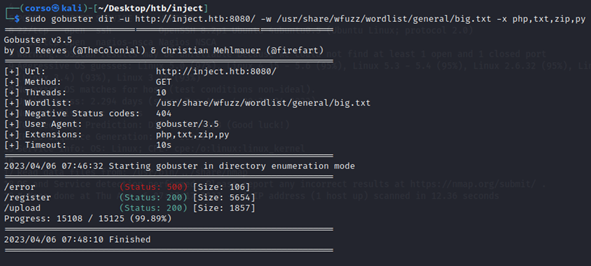 ┌──(corso㉿kali)-[~/Desktop/htb/inject]
└─$ sudo gobuster dir -u http://inject.htb:8080/ -w /usr/share/wfuzz/wordlist/general/big.txt -x php,txt,zip,py
===============================================================
Gobuster v3.5
by OJ Reeves (@TheColonial) & Christian Mehlmauer (@firefart)
===============================================================
[+] Url: http://inject.htb:8080/
[+] Method: GET
[+] Threads: 10
[+] Wordlist: /usr/share/wfuzz/wordlist/general/big.txt
[+] Negative Status codes: 404
[+] User Agent: gobuster/3.5
[+] Extensions: php,txt,zip,py
[+] Timeout: 10s
===============================================================
2023/04/06 07:46:32 Starting gobuster in directory enumeration mode
===============================================================
/error (Status: 500) [Size: 106]
/register (Status: 200) [Size: 5654]
/upload (Status: 200) [Size: 1857]
Progress: 15108 / 15125 (99.89%)
===============================================================
2023/04/06 07:48:10 Finished
===============================================================